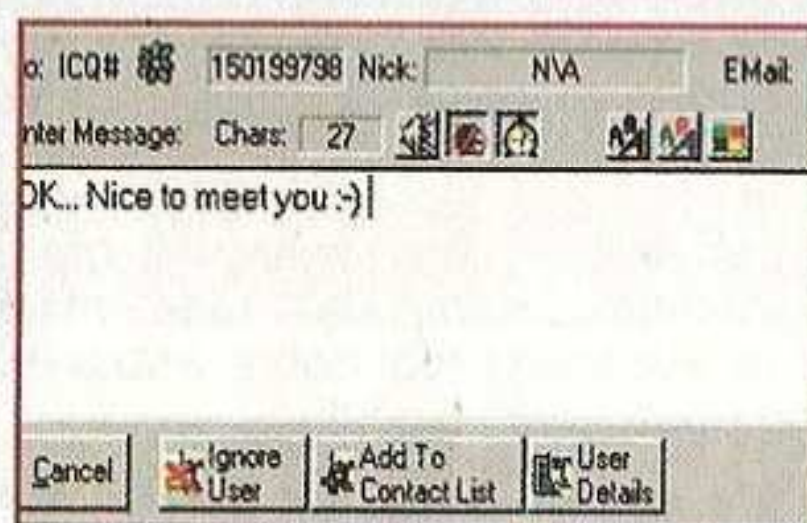 o: ICQ# 150199798 Nick: N\A EMail:
nter Message: Chars: 27
OK... Nice to meet you :-)
Cancel Ignore User Add To Contact List User Details